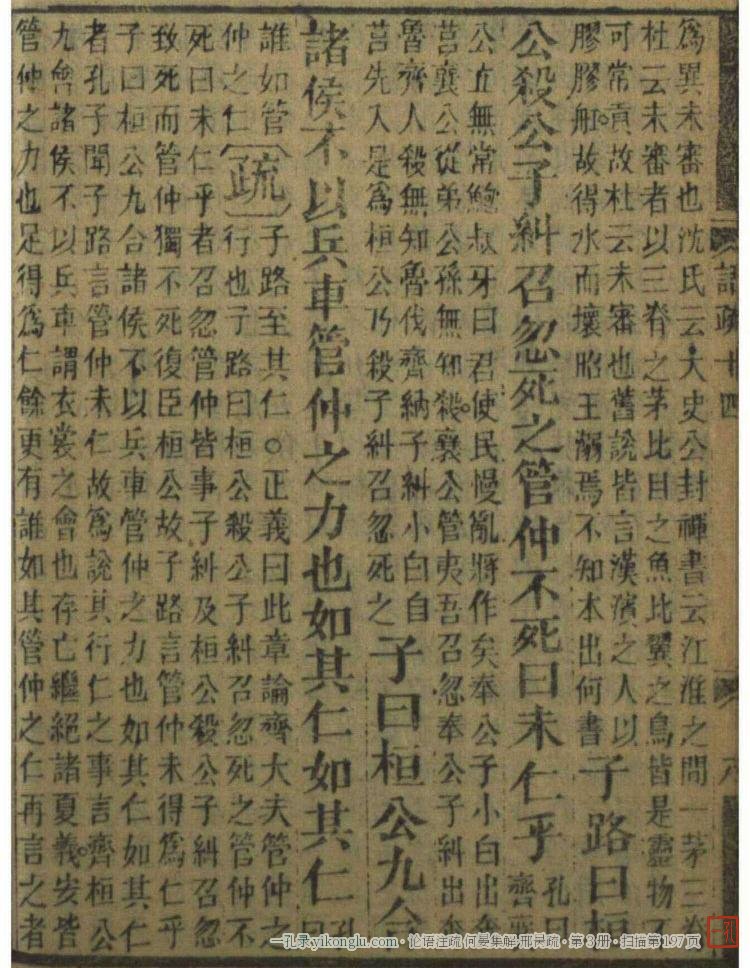 語疏十四
八
為異未審也沈氏云大史公封禪書云江淮之間一茅三脊
杜云未審者以三脊之茅比目之魚比翼之鳥皆是靈物不
可常貢故杜云未審也舊說皆言漢濱之人以
膠膠舡故得水而壞昭王溺焉不知本出何書
子路曰桓
公殺公子糾召忽死之管仲不死曰未仁乎
孔曰
齊襄
公立無常鮑叔牙曰君使民慢亂將作矣奉公子小白出奔
莒襄公從弟公孫無知殺襄公管夷吾召忽奉公子糾出奔
魯齊人殺無知魯伐齊納子糾小白自
莒先入是為桓公乃殺子糾召忽死之
子曰桓公九合
諸侯不以兵車管仲之力也如其仁如其仁
孔曰
誰如管
仲之仁
疏
子路至其仁○正義曰此章論齊大夫管仲之
行也子路曰桓公殺公子糾召忽死之管仲不
死曰未仁乎者召忽管仲皆事子糾及桓公殺公子糾召忽
致死而管仲獨不死復臣桓公故子路言管仲未得為仁乎
子曰桓公九合諸侯不以兵車管仲之力也如其仁如其仁
者孔子聞子路言管仲未仁故為說其行仁之事言齊桓公
九會諸侯不以兵車謂衣裳之會也存亡繼絕諸夏義安皆
管仲之力也足得為仁餘更有誰如其管仲之仁再言之者
一孔录yikonglu.com · 论语注疏.何晏集解.邢昺疏 · 第3册 · 扫描第197页
一孔